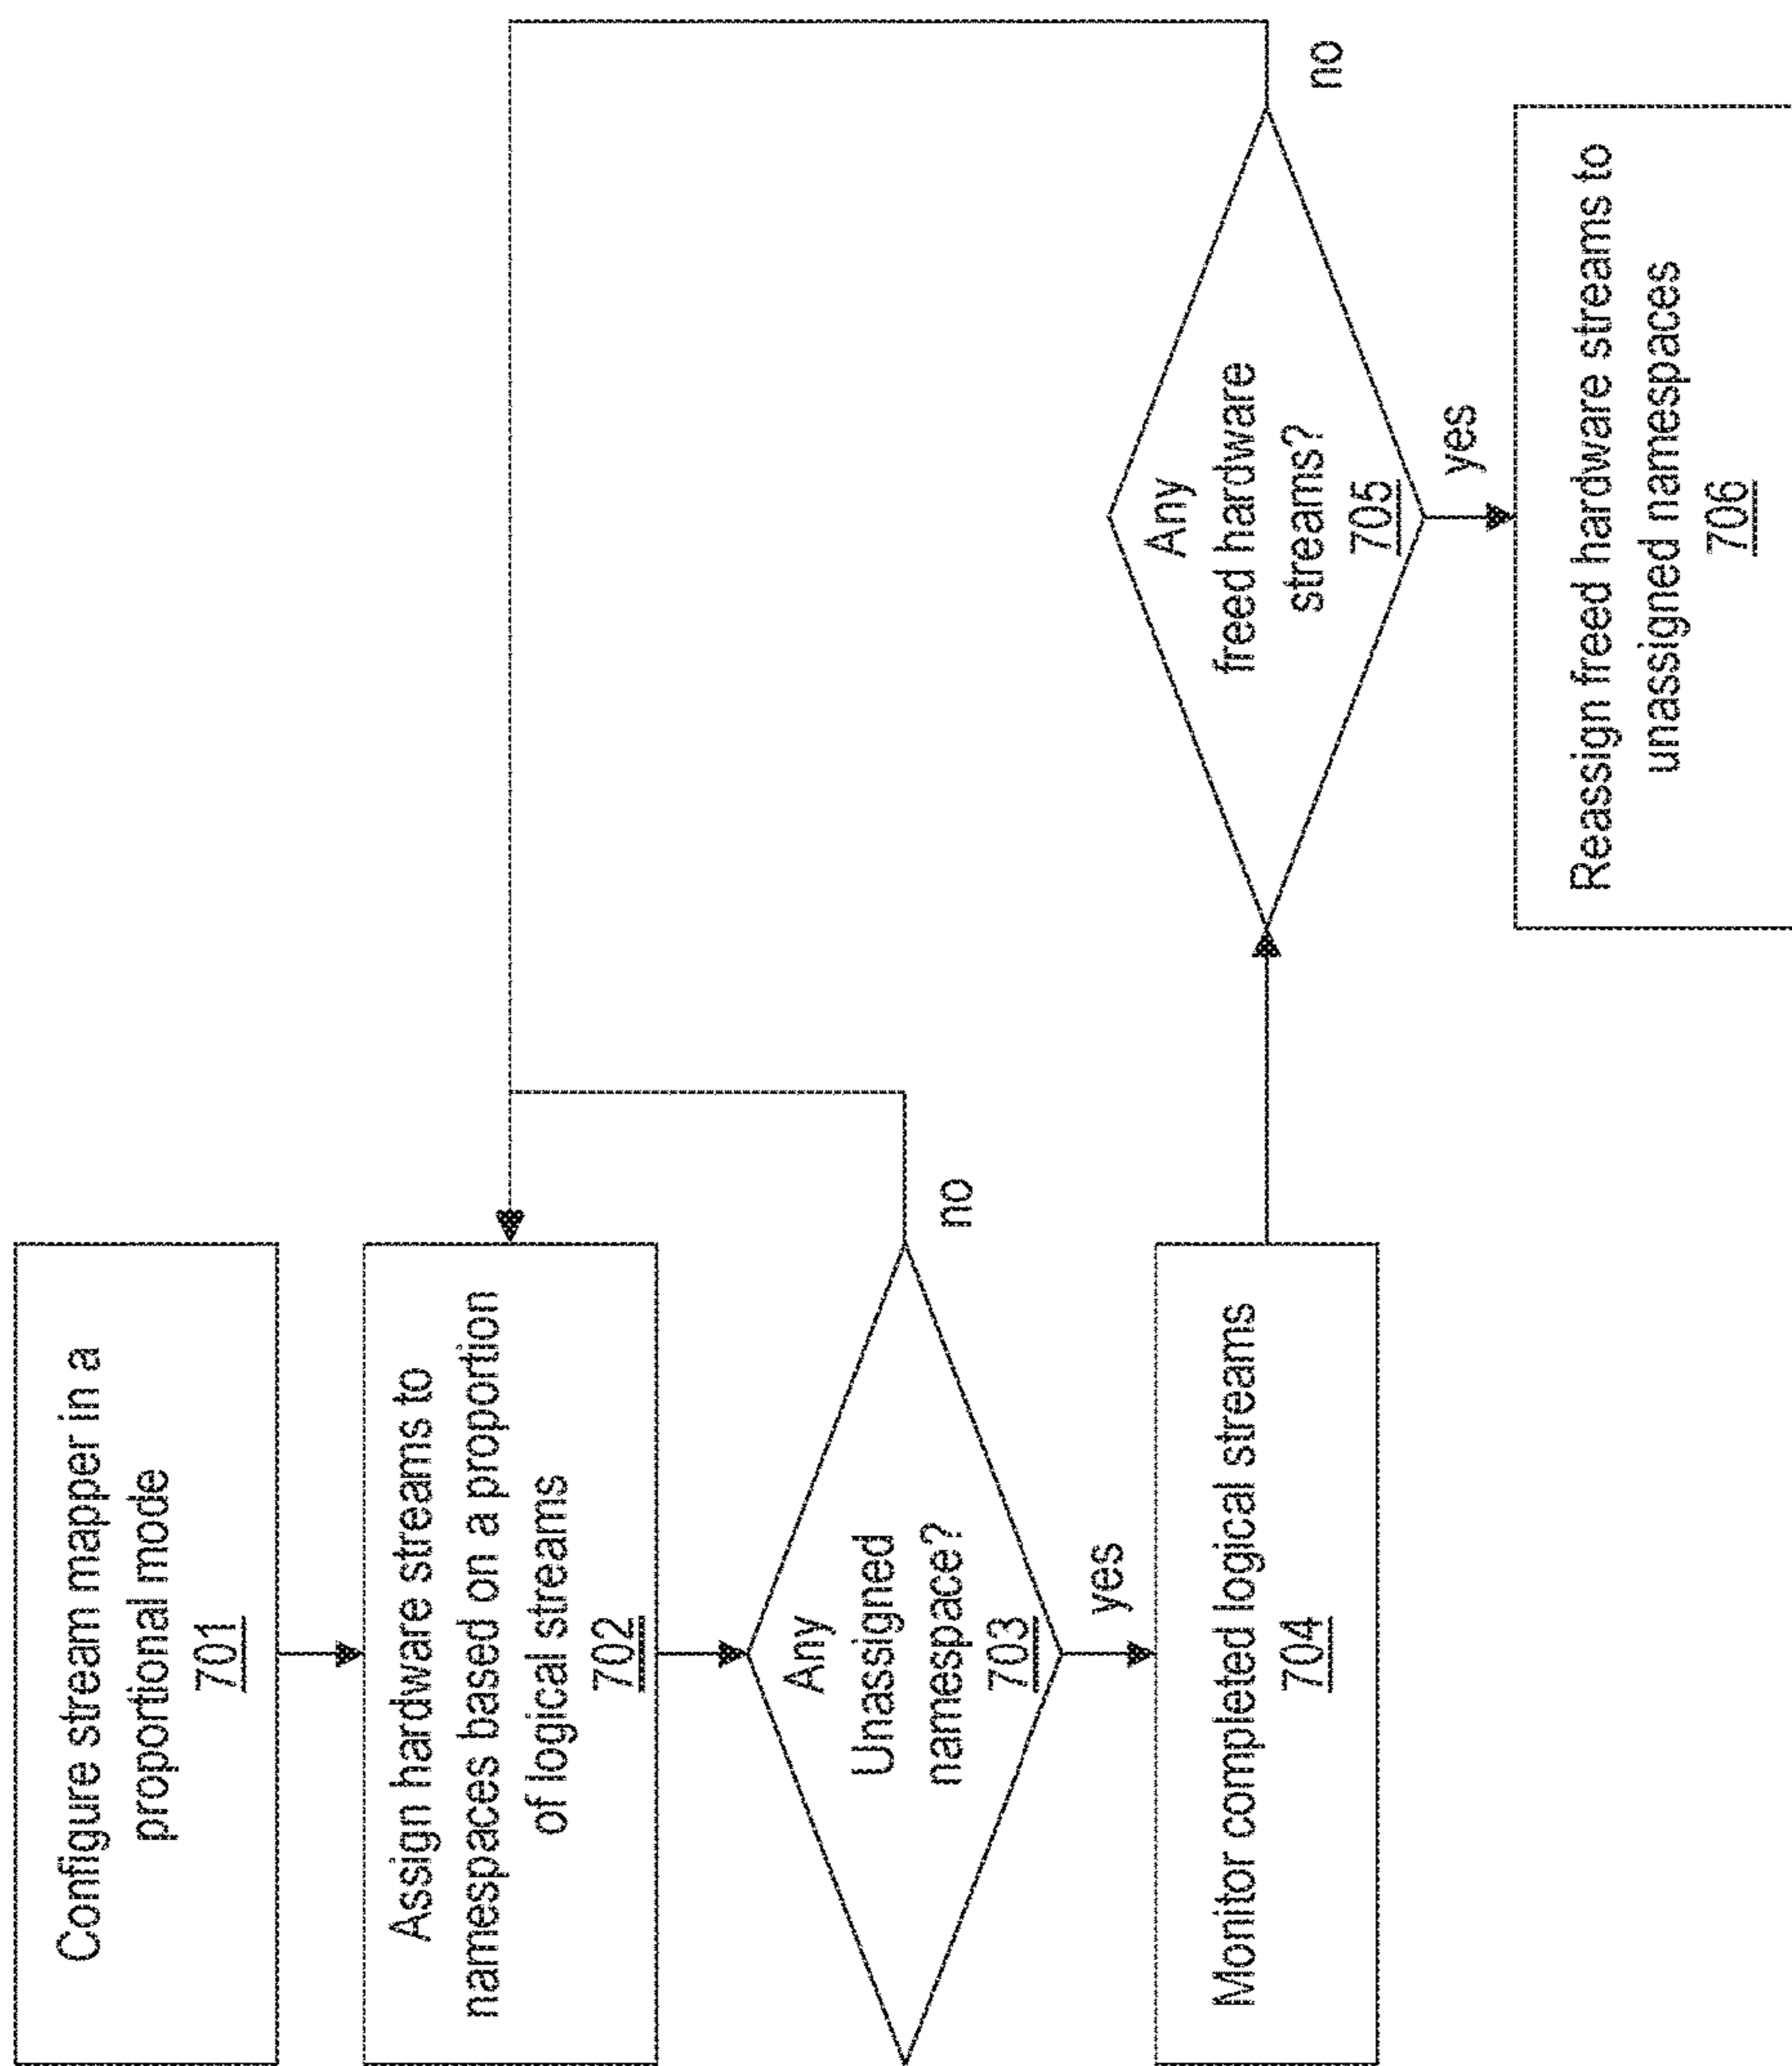 Configure stream mapper in a
proportional mode
701
Assign hardware streams to
namespaces based on a proportion
of logical streams
702
Any
Unassigned
namespace?
703
no
yes
Monitor completed logical streams
704
Any
freed hardware
streams?
705
no
yes
Reassign freed hardware streams to
unassigned namespaces
706